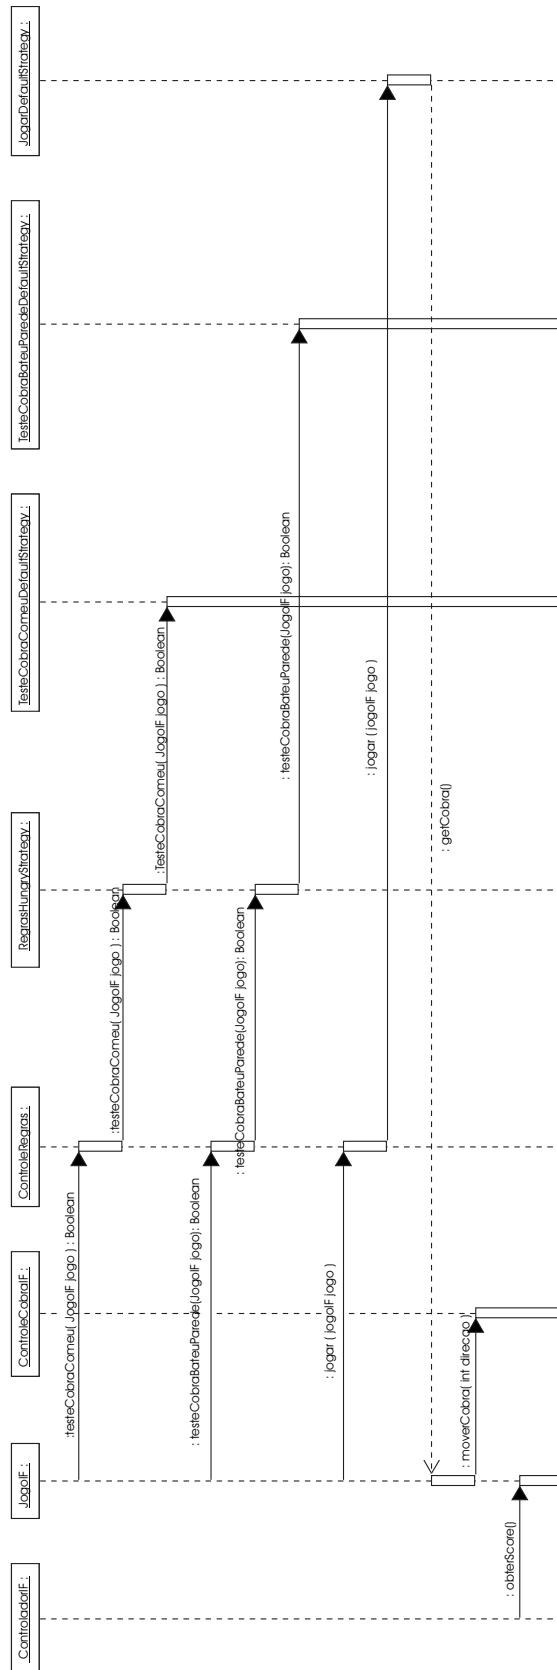 ControladorIF :
JogoIF :
ControleCobraIF :
ControleRegras :
RegrasHungryStrategy :
TesteCobraComeuDefaultStrategy :
TesteCobraBateuParedeDefaultStrategy :
JogarDefaultStrategy :
:testeCobraComeu( JogoIF jogo ) : Boolean
:testeCobraComeu( JogoIF jogo ) : Boolean
:TesteCobraComeu( JogoIF jogo ) : Boolean
: testeCobraBateuParede(JogoIF jogo): Boolean
: testeCobraBateuParede(JogoIF jogo): Boolean
: testeCobraBateuParede(JogoIF jogo): Boolean
: jogar ( jogoIF jogo )
: jogar ( jogoIF jogo )
: getCobra()
: moverCobra( int direcao )
: obterScore()